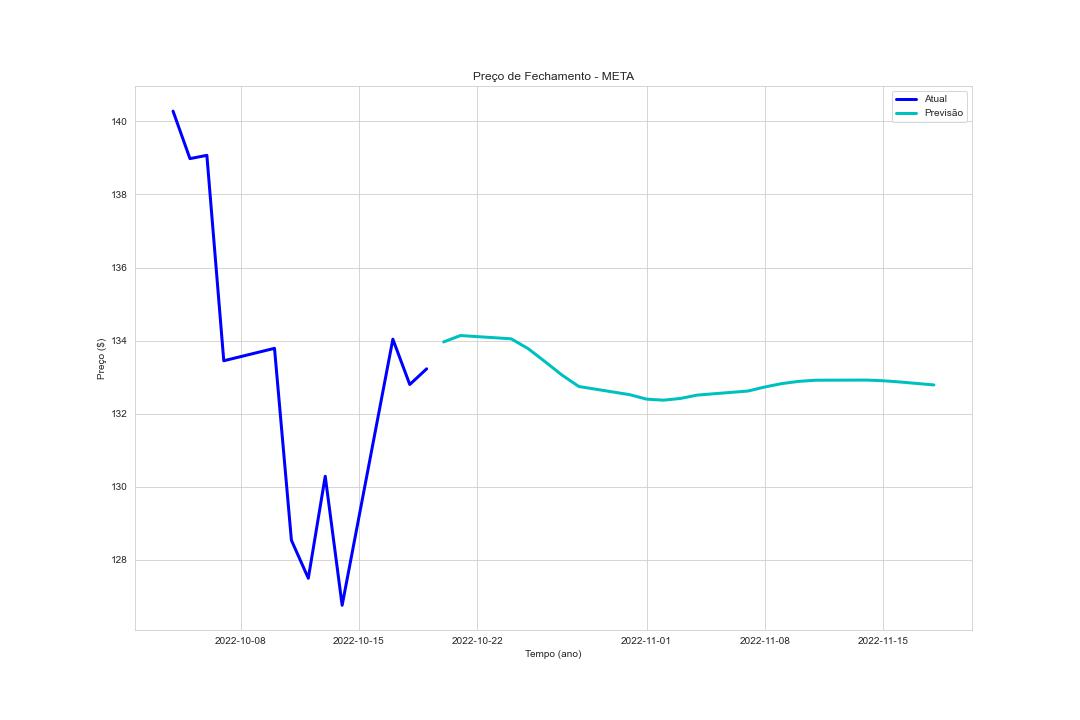 Preço de Fechamento - META
Atual
Previsão
140
138
136
134
132
130
128
Preço ($)
2022-10-08
2022-10-15
2022-10-22
2022-11-01
2022-11-08
2022-11-15
Tempo (ano)